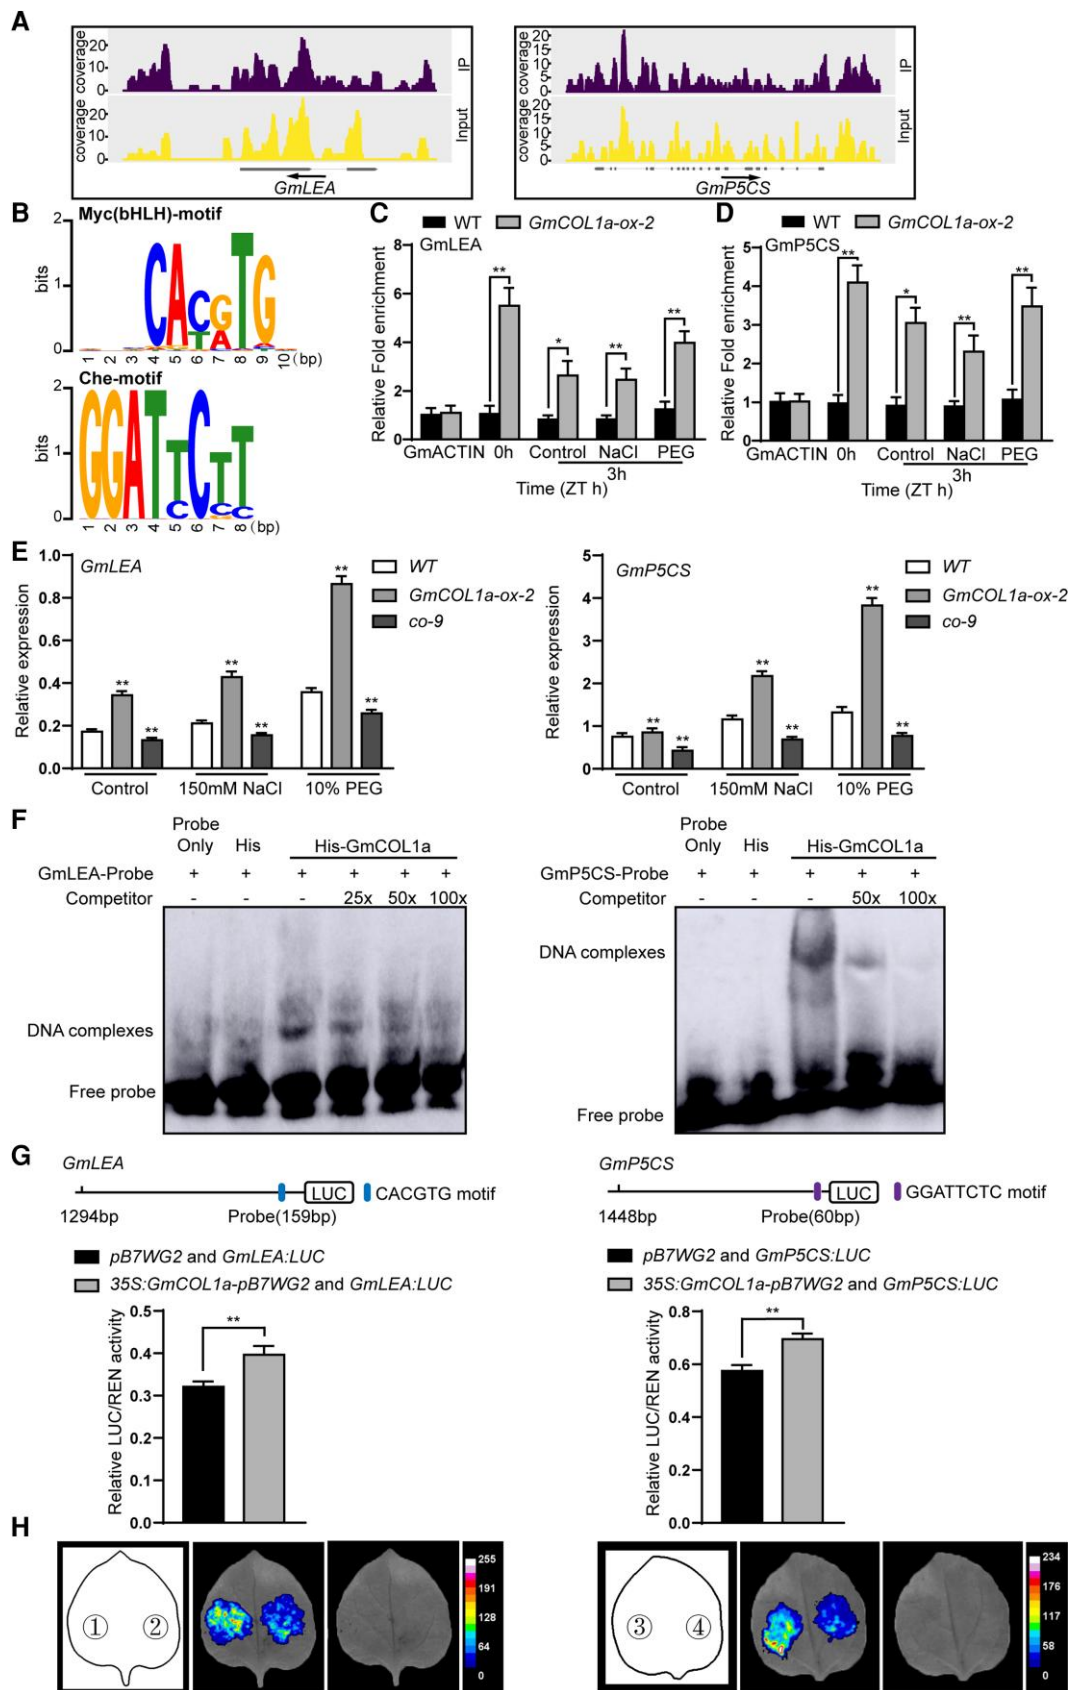 A
coverage
20
10
0
IP
coverage
20
10
0
Input
GmLEA
coverage
20
15
10
5
0
IP
coverage
20
15
10
5
0
Input
GmP5CS
B
Myc(bHLH)-motif
bits
2
1
0
CACGTG
TA
1 2 3 4 5 6 7 8 9 10 (bp)
Che-motif
bits
2
1
0
GGATTCTT
C CC
1 2 3 4 5 6 7 8 (bp)
C
WT GmCOL1a-ox-2
GmLEA
Relative Fold enrichment
8
6
4
2
0
** * ** **
GmACTIN 0h Control NaCl PEG
3h
Time (ZT h)
D
WT GmCOL1a-ox-2
GmP5CS
Relative Fold enrichment
5
4
3
2
1
0
** * ** **
GmACTIN 0h Control NaCl PEG
3h
Time (ZT h)
E
GmLEA
Relative expression
1.0
0.8
0.6
0.4
0.2
0.0
** ** ** ** ** **
WT
GmCOL1a-ox-2
co-9
Control 150mM NaCl 10% PEG
GmP5CS
Relative expression
5
4
3
2
1
0
** ** ** ** ** **
WT
GmCOL1a-ox-2
co-9
Control 150mM NaCl 10% PEG
F
Probe Only His His-GmCOL1a
GmLEA-Probe + + + + + +
Competitor - - - 25x 50x 100x
DNA complexes
Free probe
Probe Only His His-GmCOL1a
GmP5CS-Probe + + + + +
Competitor - - - 50x 100x
DNA complexes
Free probe
G
GmLEA
LUC
CACGTG motif
1294bp Probe(159bp)
pB7WG2 and GmLEA:LUC
35S:GmCOL1a-pB7WG2 and GmLEA:LUC
Relative LUC/REN activity
0.5
0.4
0.3
0.2
0.1
0.0
**
GmP5CS
LUC
GGATTCTC motif
1448bp Probe(60bp)
pB7WG2 and GmP5CS:LUC
35S:GmCOL1a-pB7WG2 and GmP5CS:LUC
Relative LUC/REN activity
0.8
0.6
0.4
0.2
0.0
**
H
① ②
255
191
128
64
0
③ ④
234
176
117
58
0